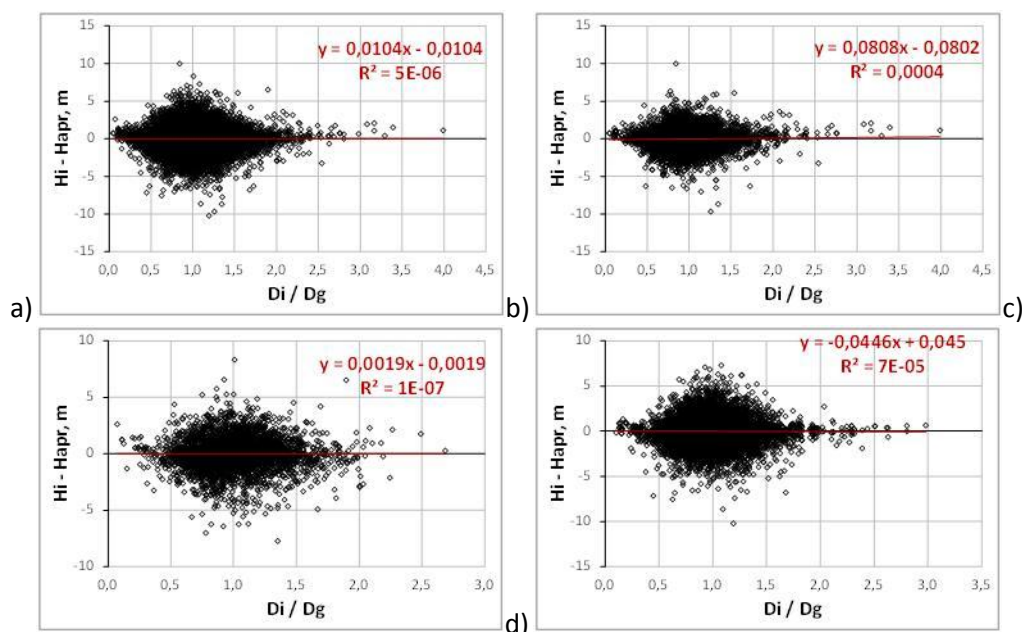 15
10
5
0
-5
-10
-15
Hi - Hapr, m
y = 0,0104x - 0,0104
R² = 5E-06
0,0 0,5 1,0 1,5 2,0 2,5 3,0 3,5 4,0 4,5
Di / Dg
a)
15
10
5
0
-5
-10
-15
Hi - Hapr, m
y = 0,0808x - 0,0802
R² = 0,0004
0,0 0,5 1,0 1,5 2,0 2,5 3,0 3,5 4,0 4,5
Di / Dg
b)
c)
10
5
0
-5
-10
Hi - Hapr, m
y = 0,0019x - 0,0019
R² = 1E-07
0,0 0,5 1,0 1,5 2,0 2,5 3,0
Di / Dg
10
5
0
-5
-10
-15
Hi - Hapr, m
y = -0,0446x + 0,045
R² = 7E-05
0,0 0,5 1,0 1,5 2,0 2,5 3,0 3,5
Di / Dg
d)